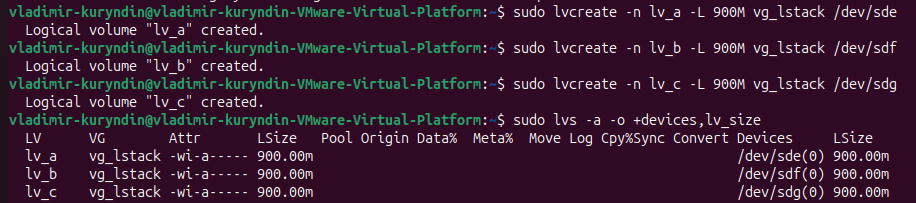 vladimir-kuryndin@vladimir-kuryndin-VMware-Virtual-Platform:~$ sudo lvcreate -n lv_a -L 900M vg_lstack /dev/sde
  Logical volume "lv_a" created.
vladimir-kuryndin@vladimir-kuryndin-VMware-Virtual-Platform:~$ sudo lvcreate -n lv_b -L 900M vg_lstack /dev/sdf
  Logical volume "lv_b" created.
vladimir-kuryndin@vladimir-kuryndin-VMware-Virtual-Platform:~$ sudo lvcreate -n lv_c -L 900M vg_lstack /dev/sdg
  Logical volume "lv_c" created.
vladimir-kuryndin@vladimir-kuryndin-VMware-Virtual-Platform:~$ sudo lvs -a -o +devices,lv_size
  LV   VG        Attr       LSize   Pool Origin Data%  Meta%  Move Log Cpy%Sync Convert Devices     LSize
  lv_a vg_lstack -wi-a----- 900.00m                                                     /dev/sde(0) 900.00m
  lv_b vg_lstack -wi-a----- 900.00m                                                     /dev/sdf(0) 900.00m
  lv_c vg_lstack -wi-a----- 900.00m                                                     /dev/sdg(0) 900.00m